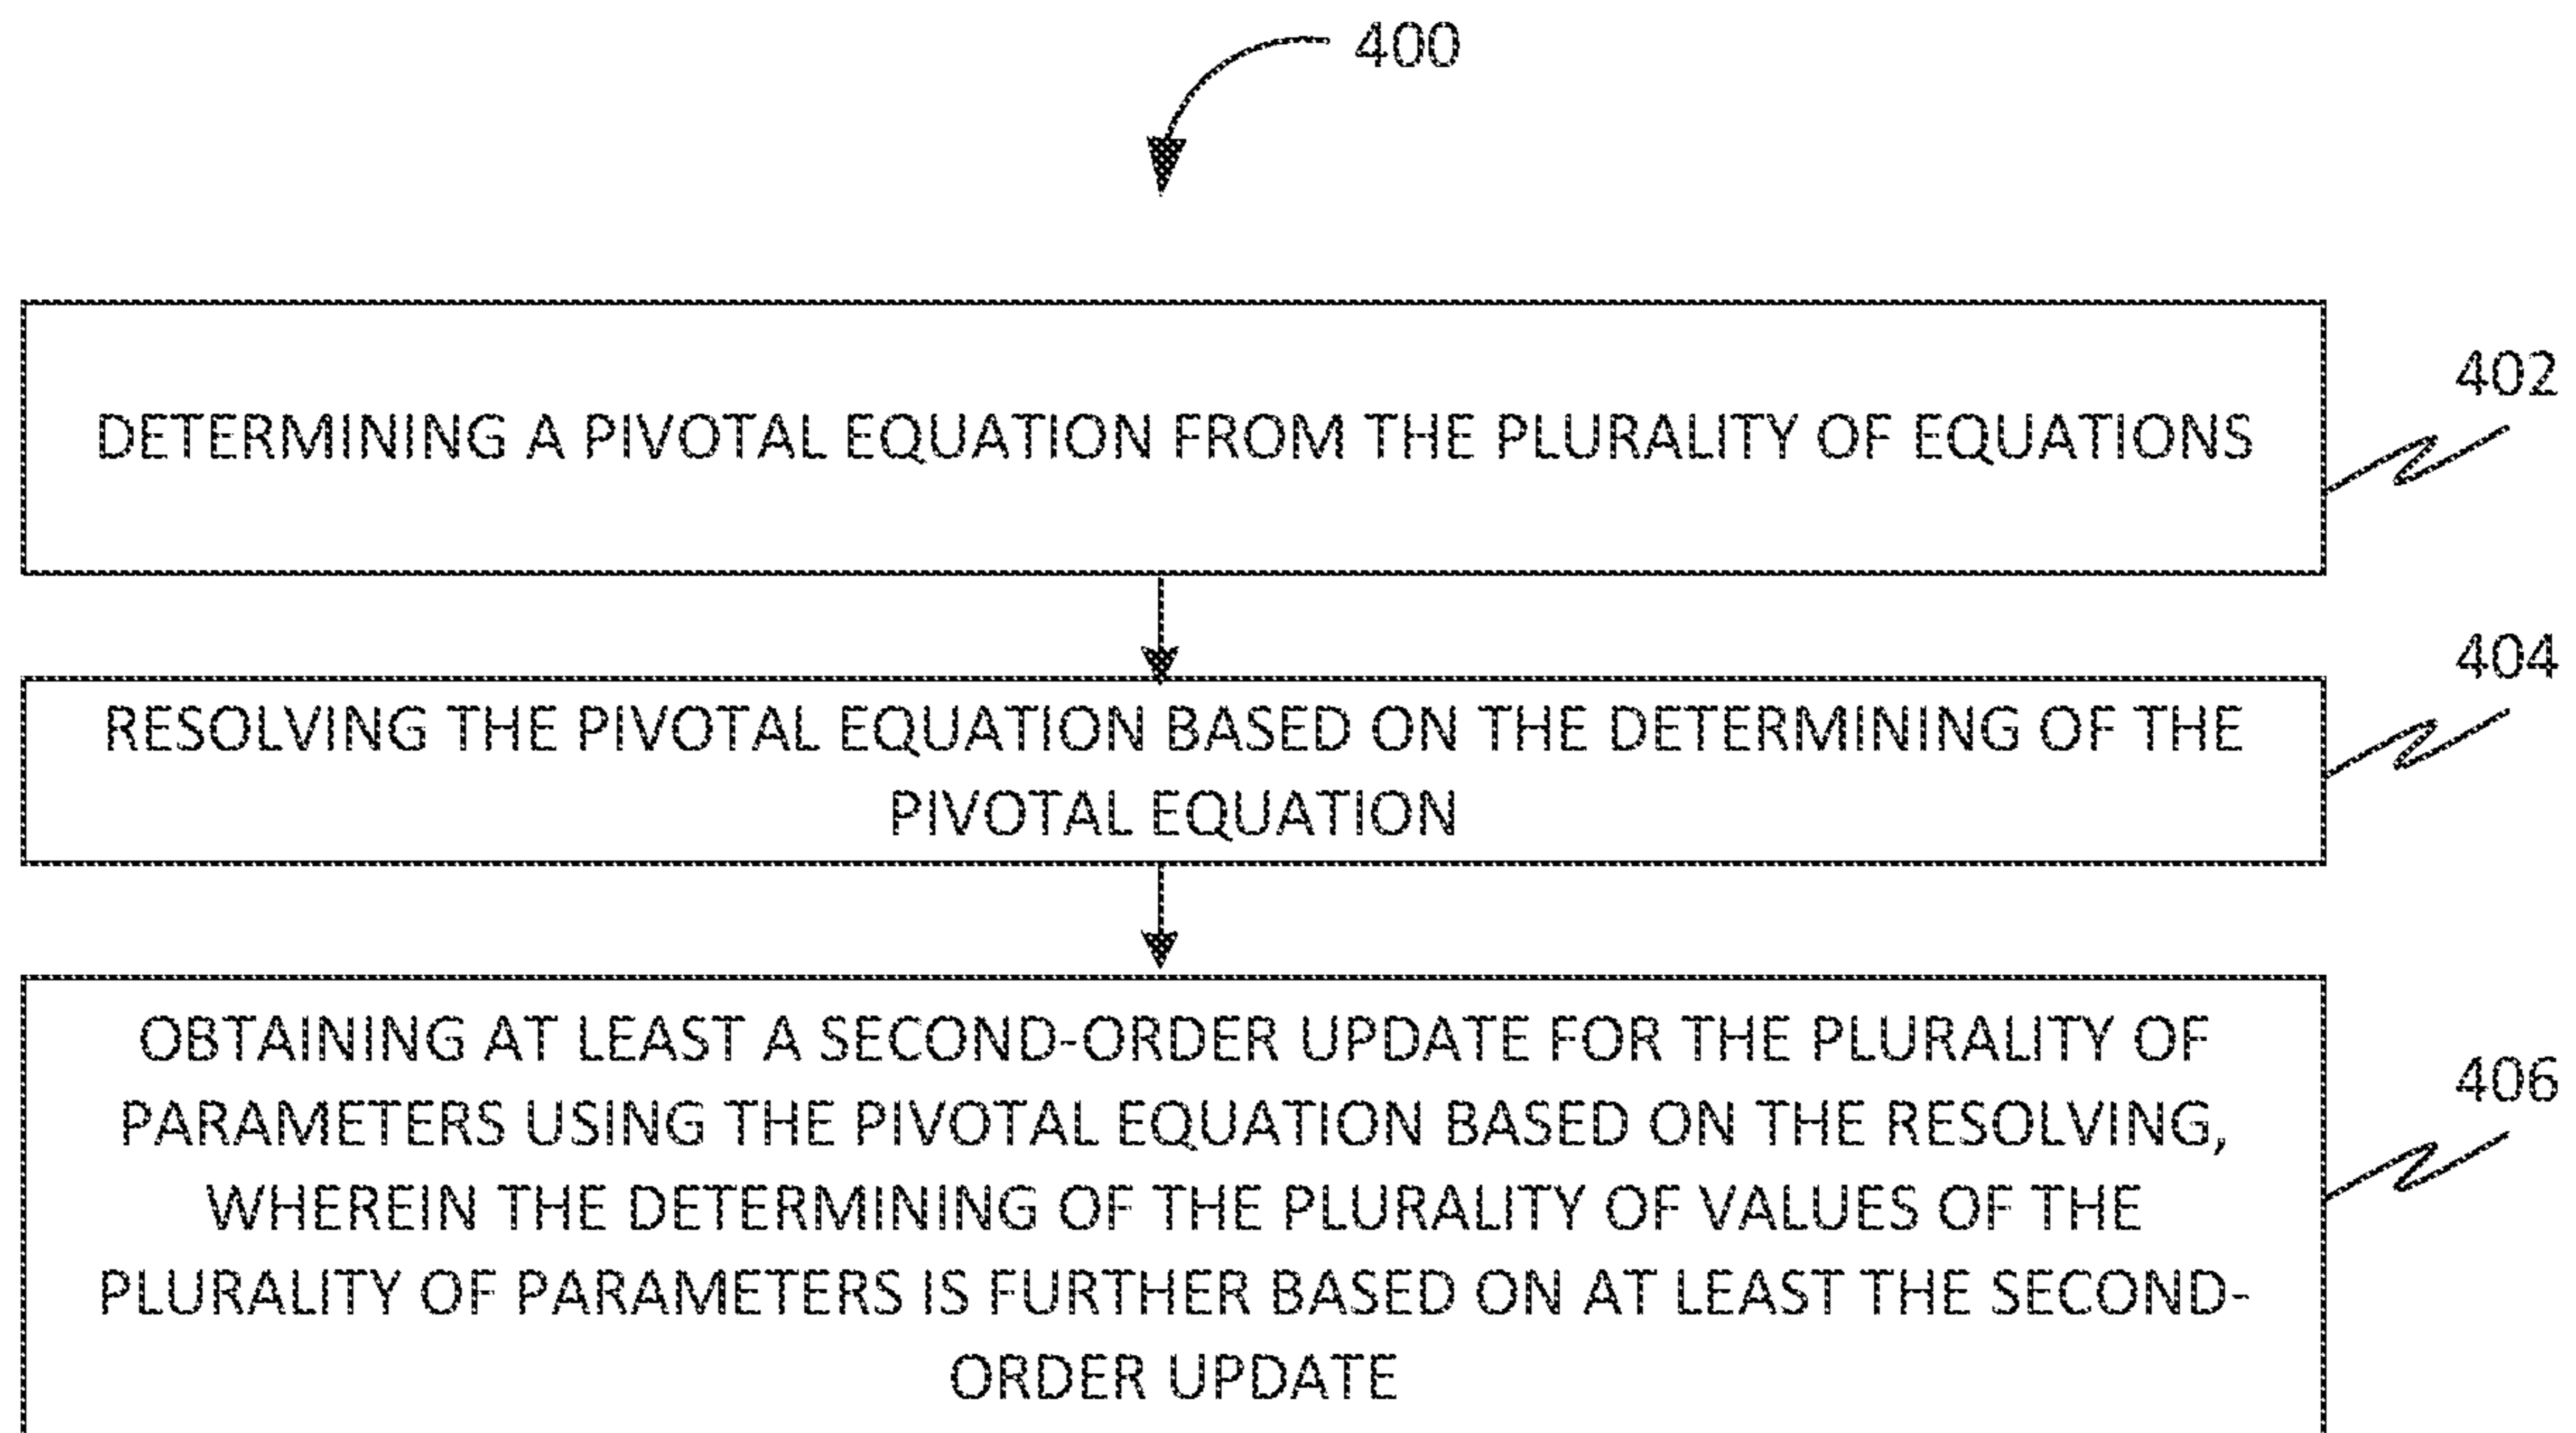 400
402
DETERMINING A PIVOTAL EQUATION FROM THE PLURALITY OF EQUATIONS
404
RESOLVING THE PIVOTAL EQUATION BASED ON THE DETERMINING OF THE
PIVOTAL EQUATION
406
OBTAINING AT LEAST A SECOND-ORDER UPDATE FOR THE PLURALITY OF
PARAMETERS USING THE PIVOTAL EQUATION BASED ON THE RESOLVING,
WHEREIN THE DETERMINING OF THE PLURALITY OF VALUES OF THE
PLURALITY OF PARAMETERS IS FURTHER BASED ON AT LEAST THE SECOND-
ORDER UPDATE